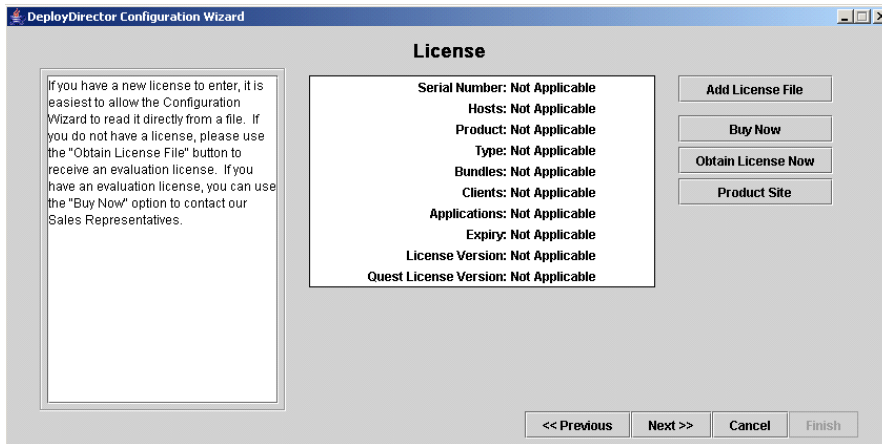 DeployDirector Configuration Wizard
License
If you have a new license to enter, it is
easiest to allow the Configuration
Wizard to read it directly from a file. If
you do not have a license, please use
the "Obtain License File" button to
receive an evaluation license. If you
have an evaluation license, you can use
the "Buy Now" option to contact our
Sales Representatives.
Serial Number: Not Applicable
Hosts: Not Applicable
Product: Not Applicable
Type: Not Applicable
Bundles: Not Applicable
Clients: Not Applicable
Applications: Not Applicable
Expiry: Not Applicable
License Version: Not Applicable
Quest License Version: Not Applicable
Add License File
Buy Now
Obtain License Now
Product Site
<< Previous
Next >>
Cancel
Finish